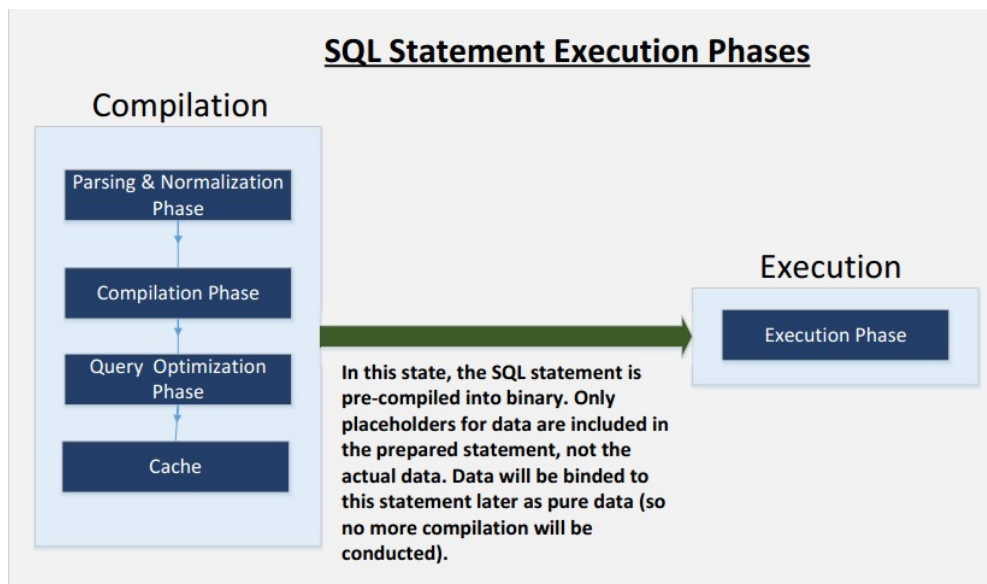 SQL Statement Execution Phases
Compilation
Parsing & Normalization
Phase
Compilation Phase
Query Optimization
Phase
Cache
In this state, the SQL statement is
pre-compiled into binary. Only
placeholders for data are included in
the prepared statement, not the
actual data. Data will be binded to
this statement later as pure data (so
no more compilation will be
conducted).
Execution
Execution Phase